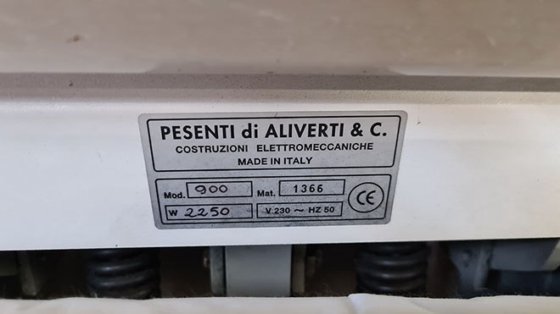 PESENTI di ALIVERTI & C.
COSTRUZIONI ELETTROMECCANICHE
MADE IN ITALY
Mod. 900 Mat. 1366
W 2250 V 230 ~ HZ 50
CE